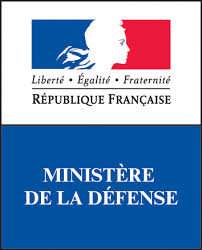 Liberté • Égalité • Fraternité
RÉPUBLIQUE FRANÇAISE
MINISTÈRE
DE LA DÉFENSE